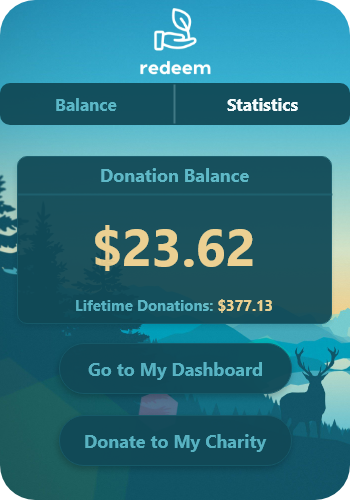 redeem
Balance Statistics
Donation Balance
$23.62
Lifetime Donations: $377.13
Go to My Dashboard
Donate to My Charity